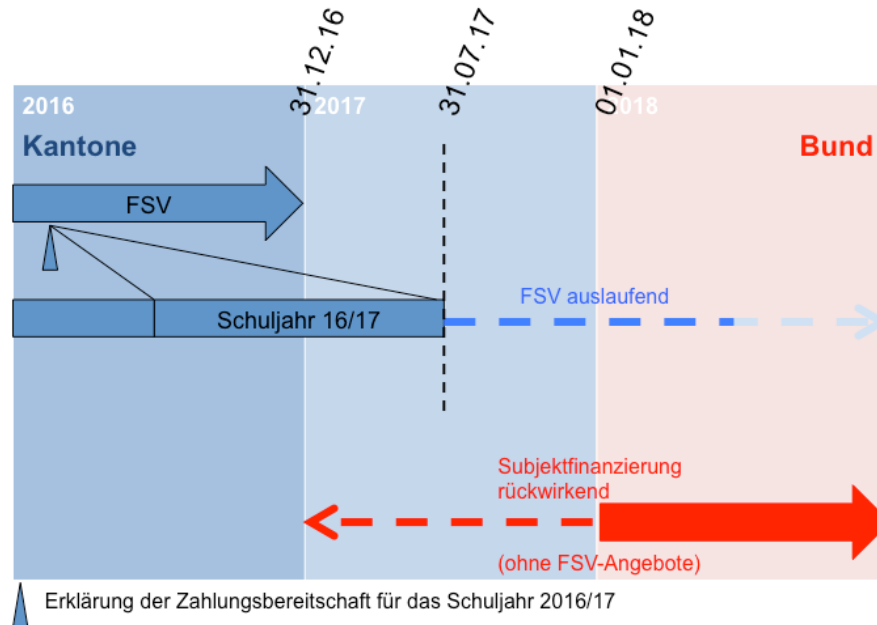 31.12.16
31.07.17
01.01.18
2016
2017
2018
Kantone
Bund
FSV
FSV auslaufend
Schuljahr 16/17
Subjektfinanzierung
rückwirkend
(ohne FSV-Angebote)
Erklärung der Zahlungsbereitschaft für das Schuljahr 2016/17